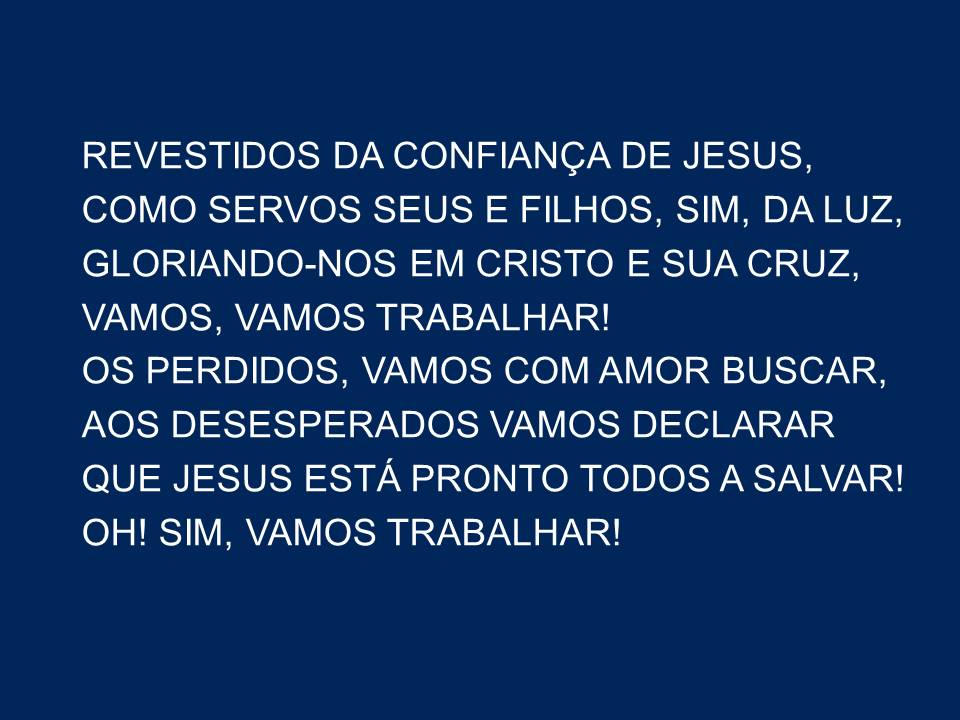 REVESTIDOS DA CONFIANÇA DE JESUS,
COMO SERVOS SEUS E FILHOS, SIM, DA LUZ,
GLORIANDO-NOS EM CRISTO E SUA CRUZ,
VAMOS, VAMOS TRABALHAR!
OS PERDIDOS, VAMOS COM AMOR BUSCAR,
AOS DESESPERADOS VAMOS DECLARAR
QUE JESUS ESTÁ PRONTO TODOS A SALVAR!
OH! SIM, VAMOS TRABALHAR!